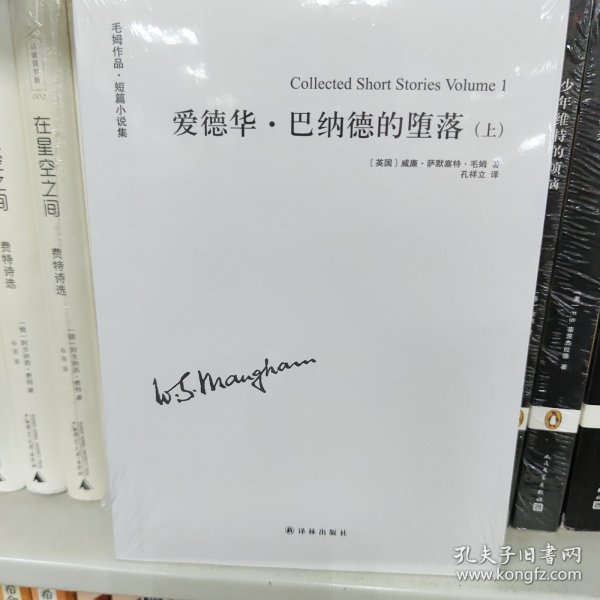 毛姆作品·短篇小说集
Collected Short Stories Volume 1
爱德华·巴纳德的堕落（上）
［英国］威廉·萨默塞特·毛姆 著
孔祥立 译
W. S. Maugham
译林出版社
在星空之间
费特诗选
002
之间
费特诗选
少年维特的烦恼
孔夫子旧书网
www.kongfz.com